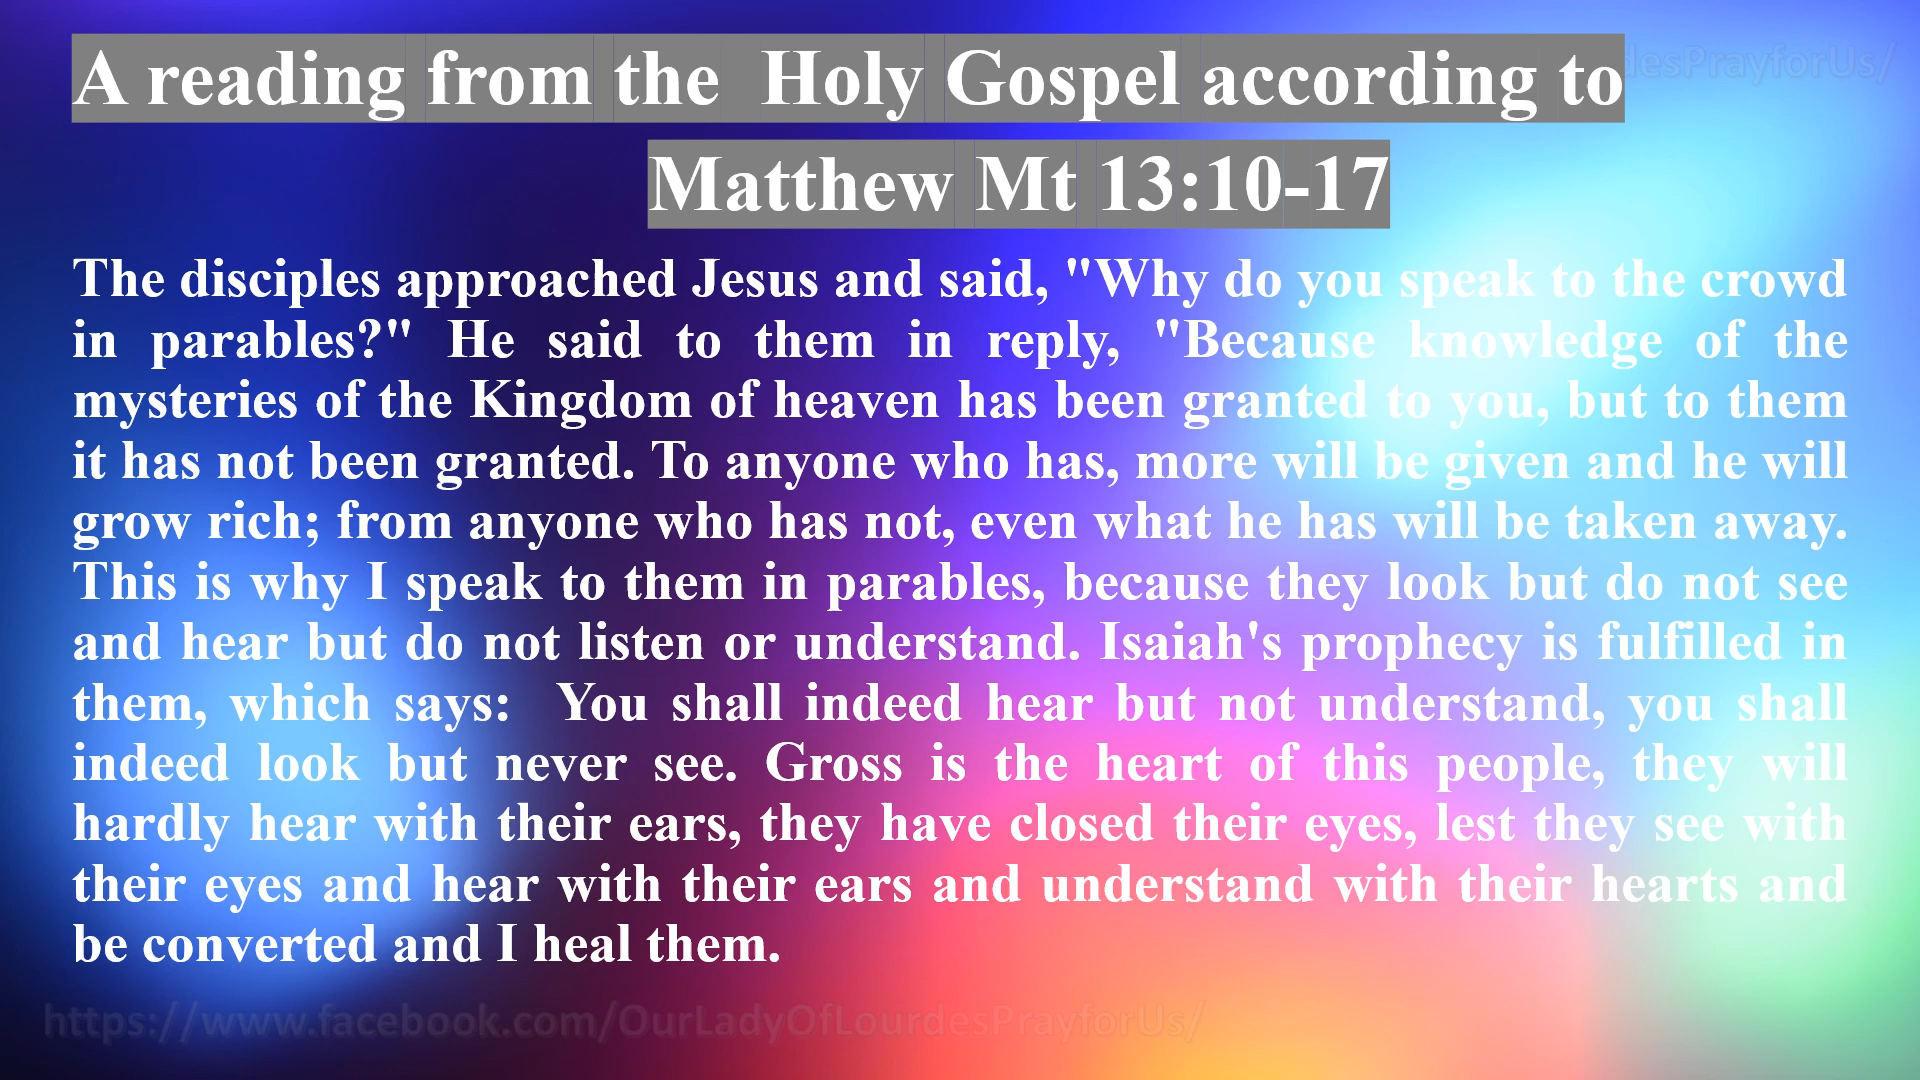 A reading from the  Holy Gospel according to
desPrayforUs/
Matthew Mt 13:10-17
The disciples approached Jesus and said, "Why do you speak to the crowd
in parables?" He said to them in reply, "Because knowledge of the
mysteries of the Kingdom of heaven has been granted to you, but to them
it has not been granted. To anyone who has, more will be given and he will
grow rich; from anyone who has not, even what he has will be taken away.
This is why I speak to them in parables, because they look but do not see
and hear but do not listen or understand. Isaiah's prophecy is fulfilled in
them, which says:  You shall indeed hear but not understand, you shall
indeed look but never see. Gross is the heart of this people, they will
hardly hear with their ears, they have closed their eyes, lest they see with
their eyes and hear with their ears and understand with their hearts and
be converted and I heal them.
https://www.facebook.com/OurLadyOfLourdesPrayforUs/